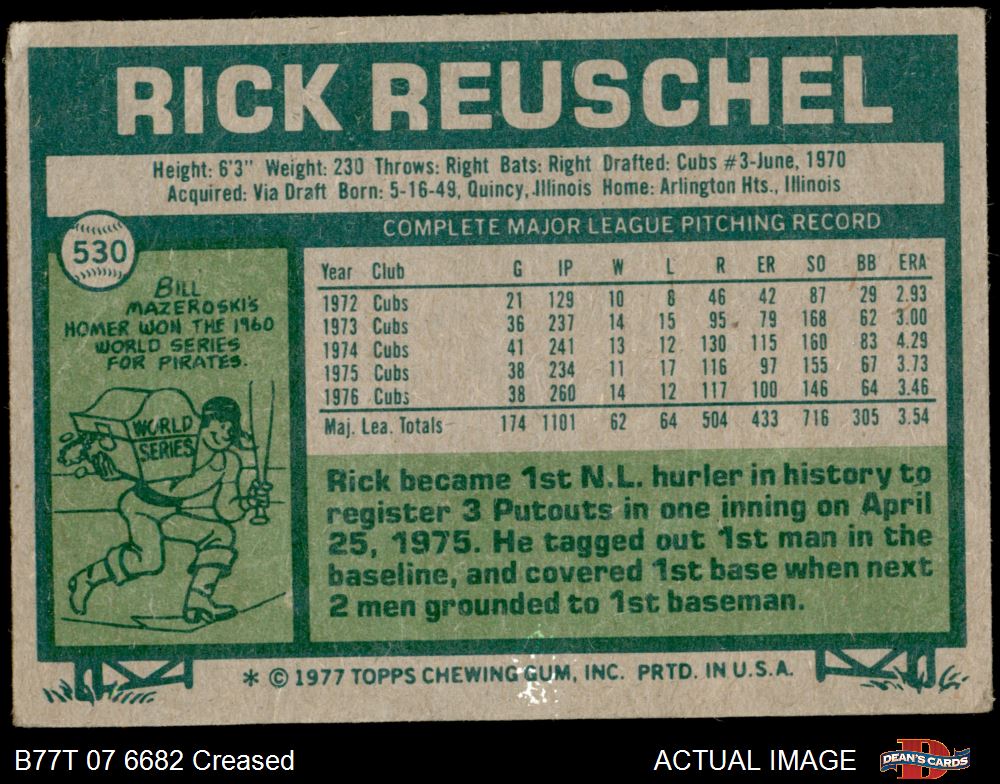 RICK REUSCHEL
Height: 6'3" Weight: 230 Throws: Right Bats: Right Drafted: Cubs #3-June, 1970
Acquired: Via Draft Born: 5-16-49, Quincy, Illinois Home: Arlington Hts., Illinois
530
BILL
MAZEROSKI'S
HOMER WON THE 1960
WORLD SERIES
FOR PIRATES.
WORLD
SERIES
COMPLETE MAJOR LEAGUE PITCHING RECORD
Year Club G IP W L R ER SO BB ERA
1972 Cubs 21 129 10 8 46 42 87 29 2.93
1973 Cubs 36 237 14 15 95 79 168 62 3.00
1974 Cubs 41 241 13 12 130 115 160 83 4.29
1975 Cubs 38 234 11 17 116 97 155 67 3.73
1976 Cubs 38 260 14 12 117 100 146 64 3.46
Maj. Lea. Totals 174 1101 62 64 504 433 716 305 3.54
Rick became 1st N.L. hurler in history to
register 3 Putouts in one inning on April
25, 1975. He tagged out 1st man in the
baseline, and covered 1st base when next
2 men grounded to 1st baseman.
* © 1977 TOPPS CHEWING GUM, INC. PRTD. IN U.S.A.
B77T 07 6682 Creased
ACTUAL IMAGE
D
DEAN'S CARDS